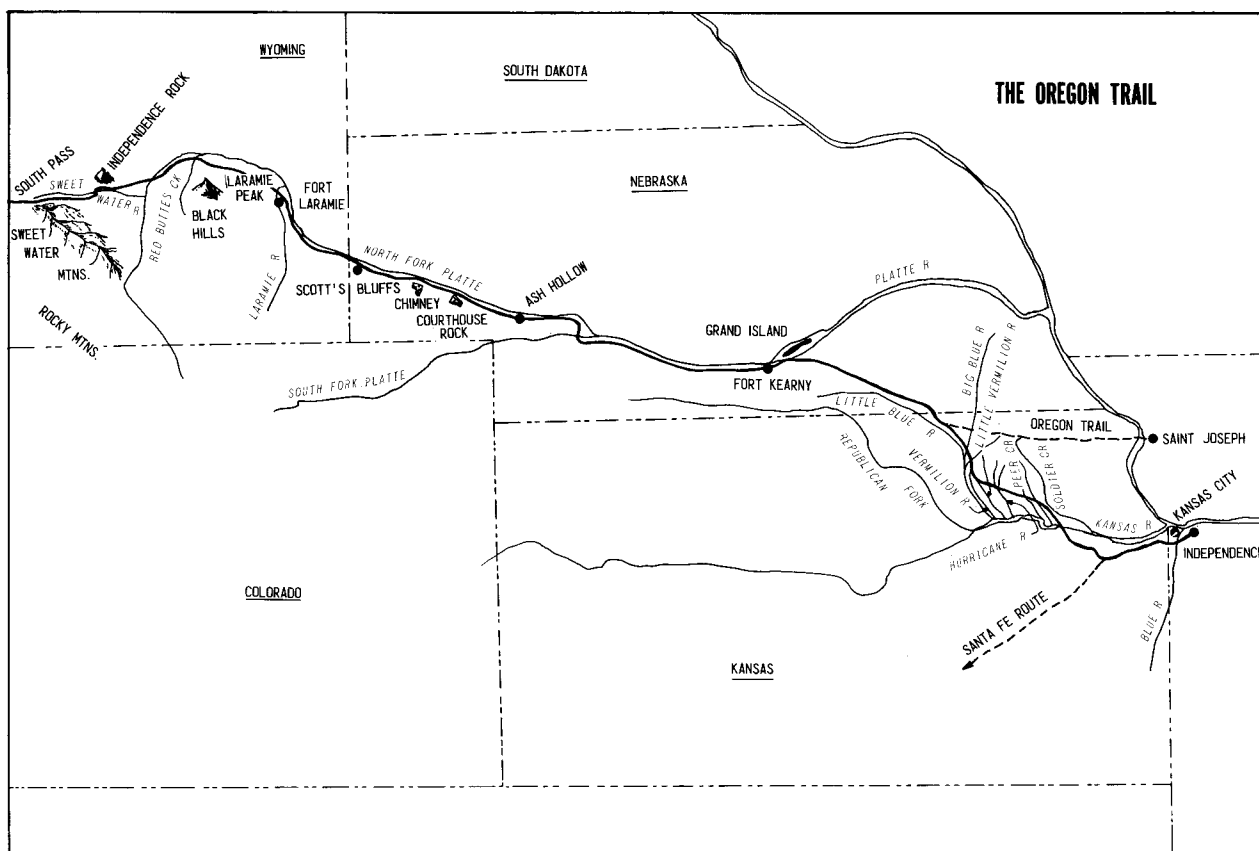 WYOMING
SOUTH DAKOTA
THE OREGON TRAIL
INDEPENDENCE ROCK
SOUTH PASS
SWEET
WATER R
RED BUTTES CK
LARAMIE
PEAK
FORT
LARAMIE
BLACK
HILLS
NEBRASKA
SWEET
WATER
MTNS.
LARAMIE R
NORTH FORK PLATTE
SCOTT'S BLUFFS
CHIMNEY
COURTHOUSE
ROCK
ASH HOLLOW
PLATTE R
ROCKY MTNS.
GRAND ISLAND
FORT KEARNY
SOUTH FORK PLATTE
LITTLE
BLUE R
BIG BLUE R
LITTLE VERMILION R
OREGON TRAIL
SAINT JOSEPH
REPUBLICAN
FORK
VERMILION R
PEER CR
SOLDIER CR
KANSAS R
KANSAS CITY
HURRICANE R
INDEPENDENCE
COLORADO
SANTA FE ROUTE
BLUE R
KANSAS